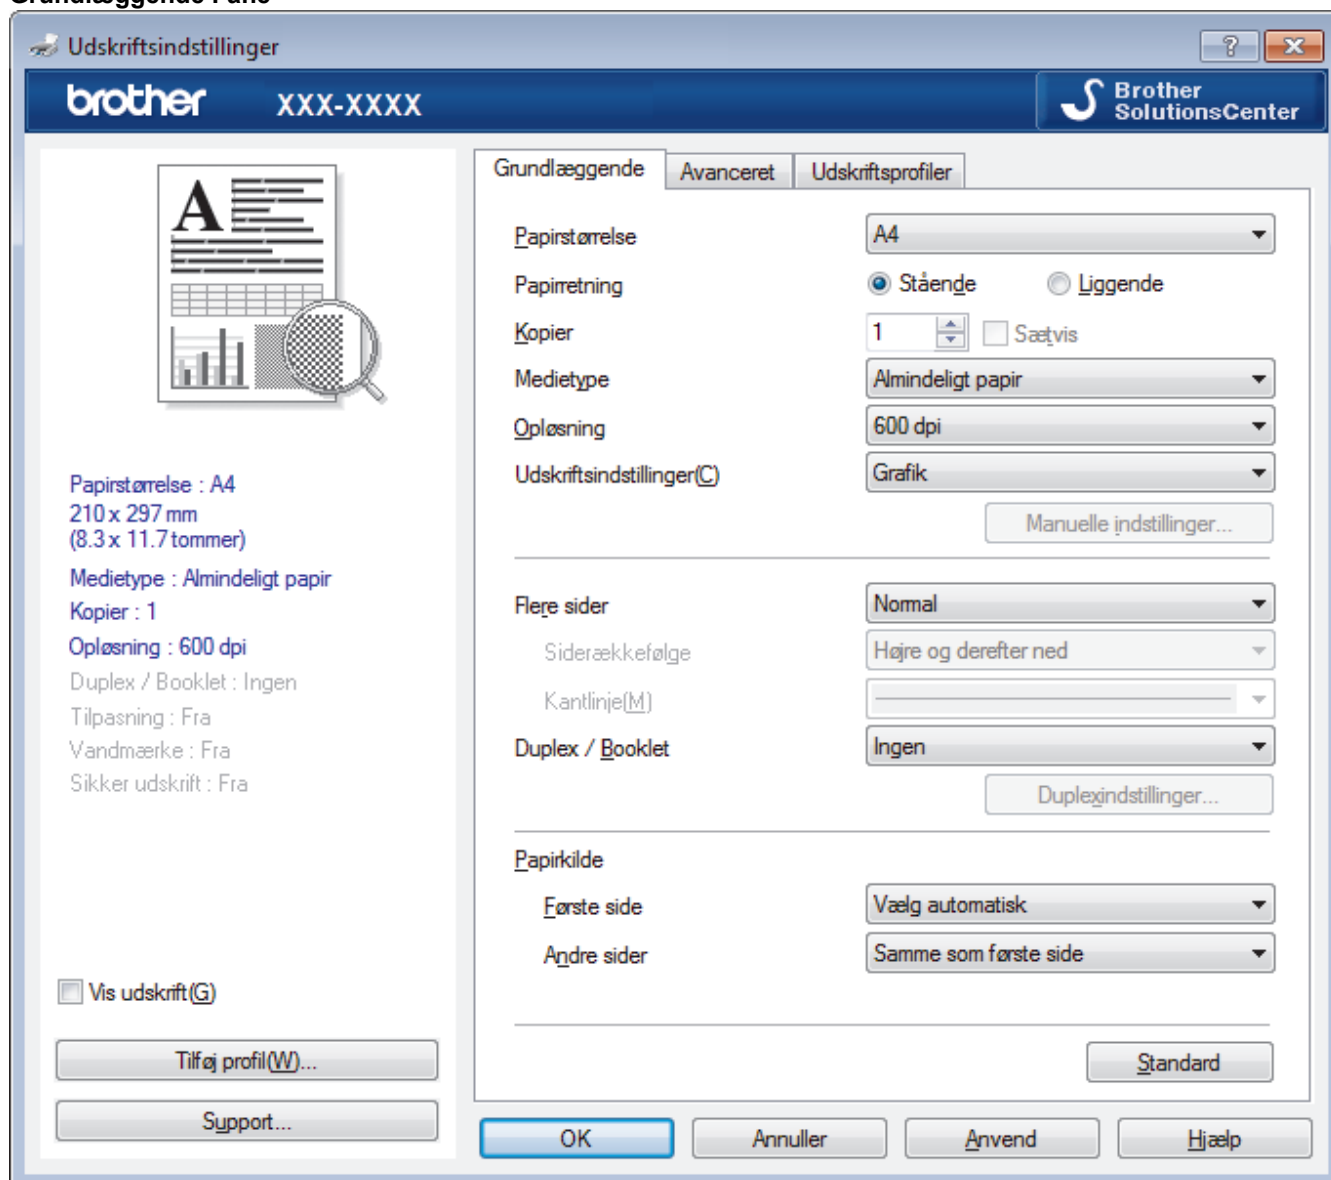 Udskriftsindstillinger
brother XXX-XXXX
Brother
SolutionsCenter
A
Papirstørrelse : A4
210 x 297 mm
(8.3 x 11.7 tommer)
Medietype : Almindeligt papir
Kopier : 1
Opløsning : 600 dpi
Duplex / Booklet : Ingen
Tilpasning : Fra
Vandmærke : Fra
Sikker udskrift : Fra
Vis udskrift(G)
Tilføj profil(W)...
Support...
Grundlæggende Avanceret Udskriftsprofiler
Papirstørrelse A4
Papirretning Stående Liggende
Kopier 1 Sætvis
Medietype Almindeligt papir
Opløsning 600 dpi
Udskriftsindstillinger(C) Grafik
Manuelle indstillinger...
Flere sider Normal
Siderækkefølge Højre og derefter ned
Kantlinje(M)
Duplex / Booklet Ingen
Duplexindstillinger...
Papirkilde
Første side Vælg automatisk
Andre sider Samme som første side
Standard
OK Annuller Anvend Hjælp